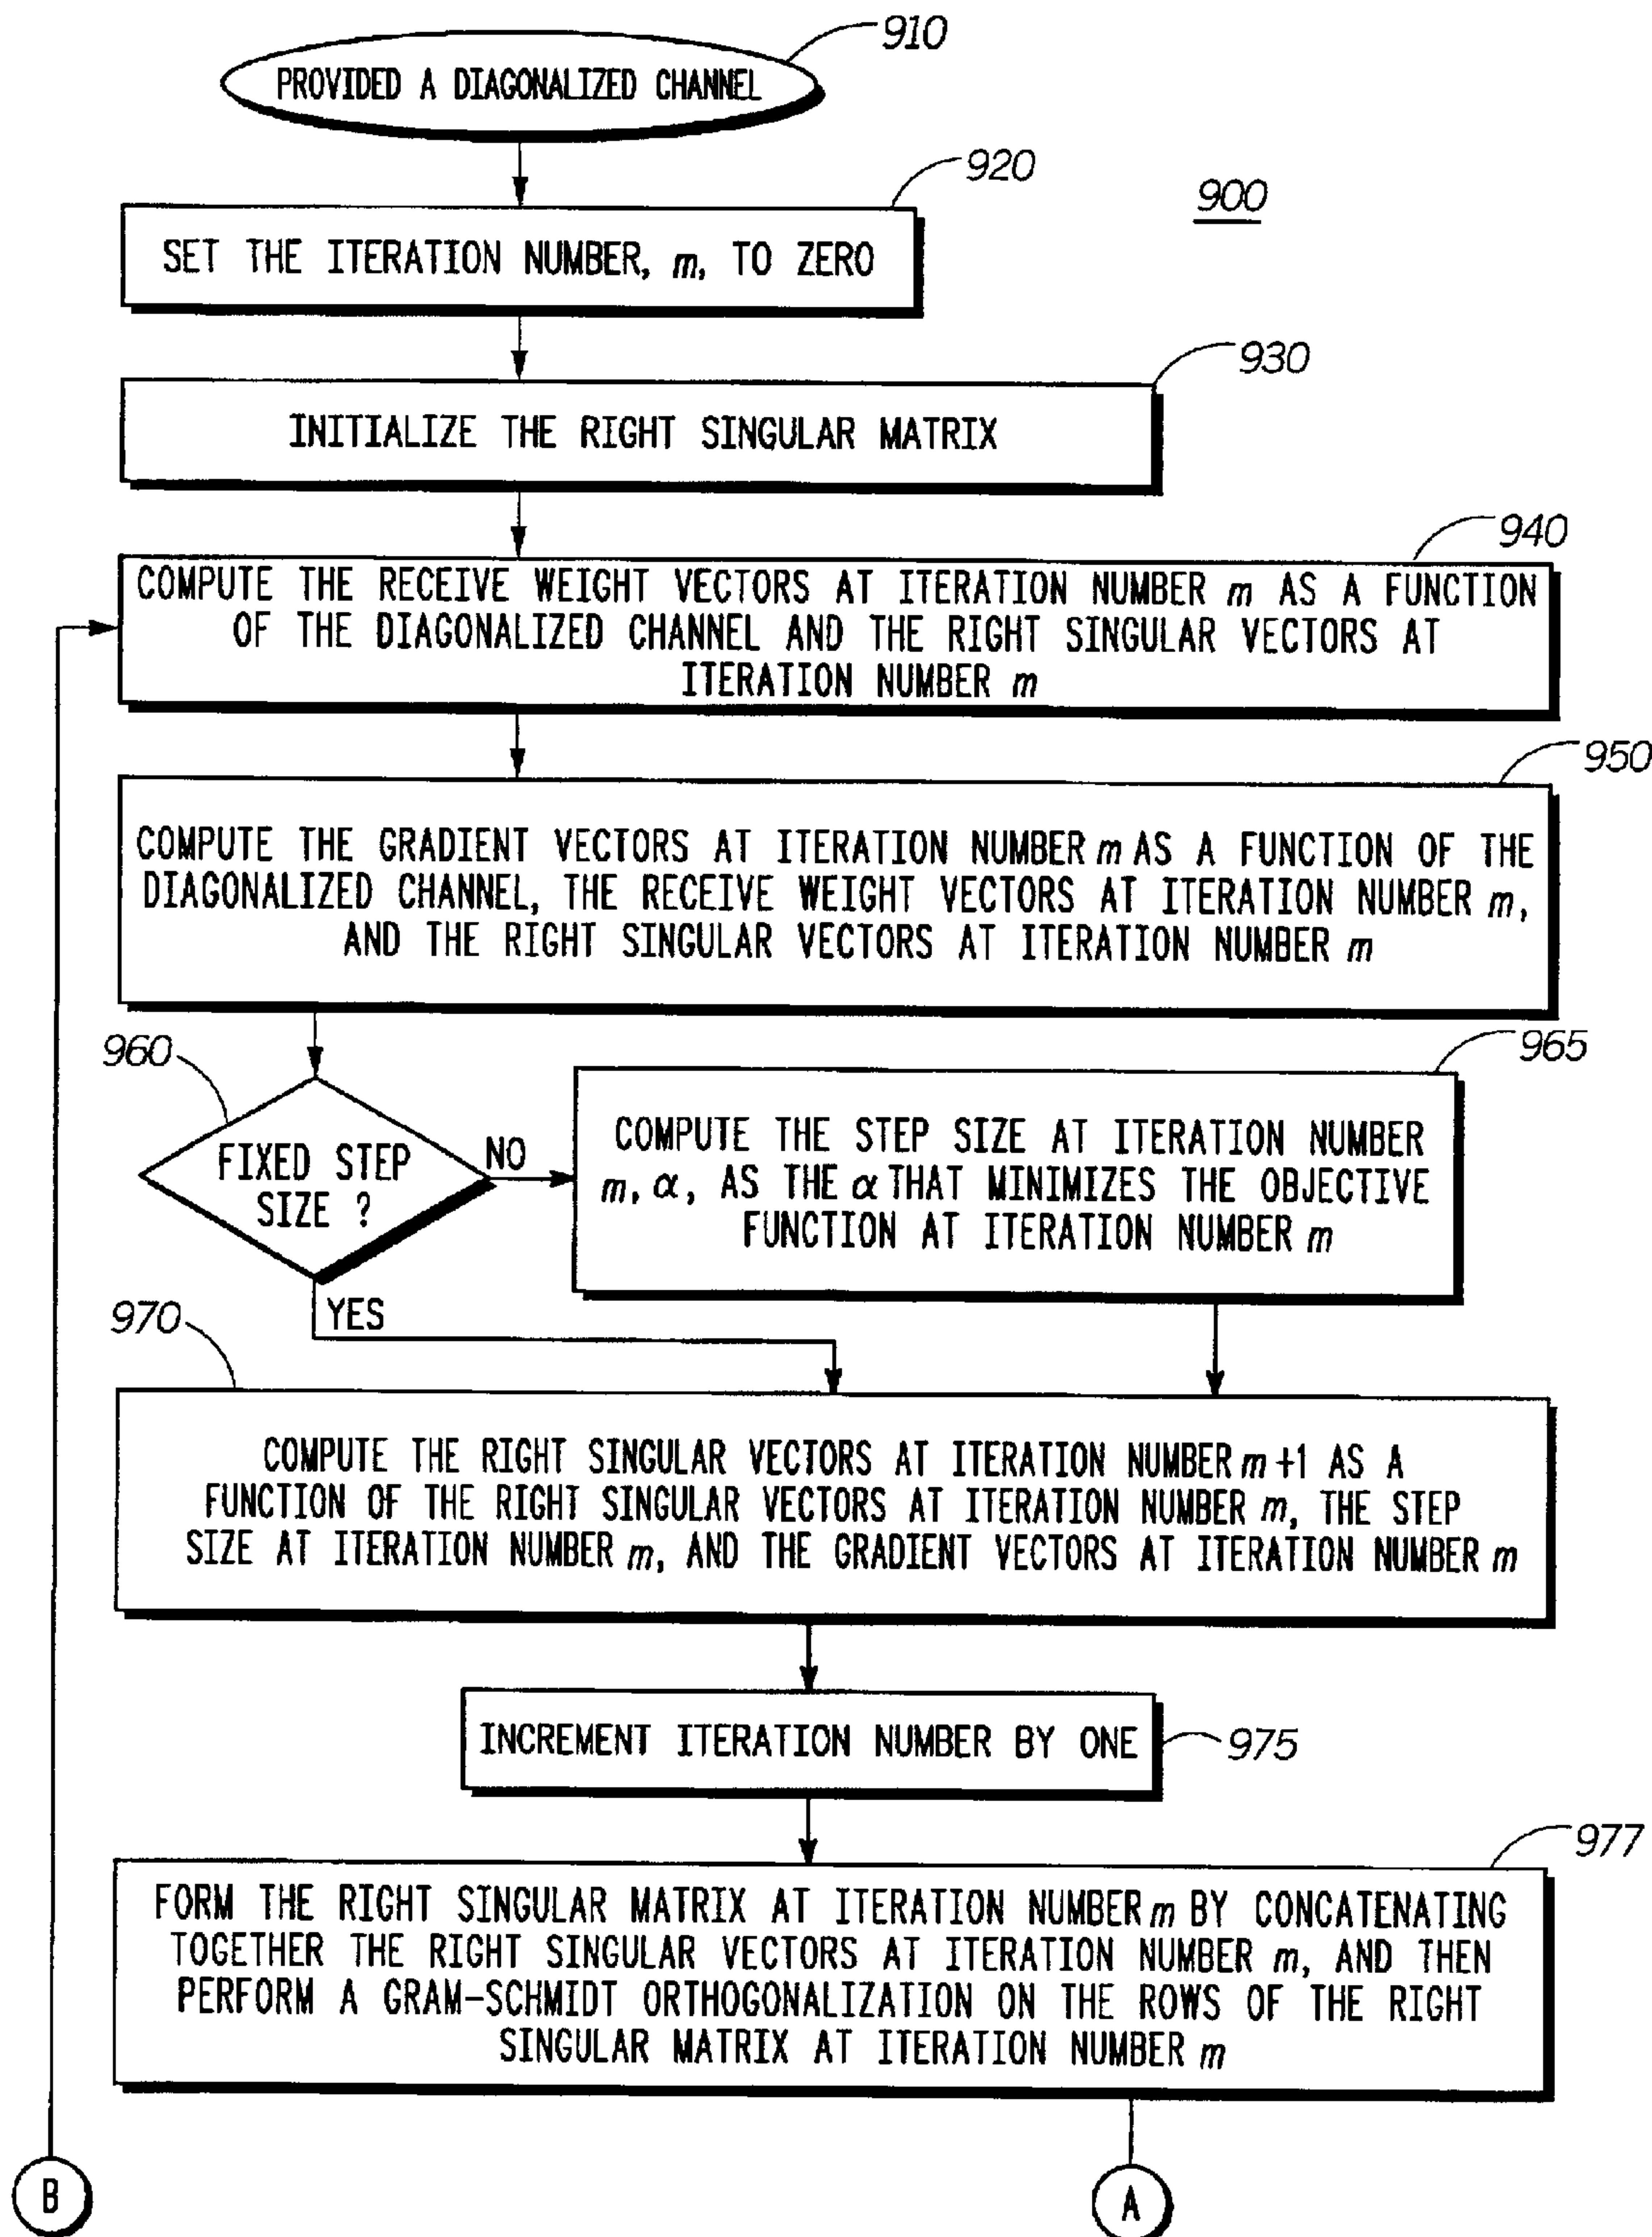 910
PROVIDED A DIAGONALIZED CHANNEL
920
900
SET THE ITERATION NUMBER, m, TO ZERO
930
INITIALIZE THE RIGHT SINGULAR MATRIX
940
COMPUTE THE RECEIVE WEIGHT VECTORS AT ITERATION NUMBER m AS A FUNCTION
OF THE DIAGONALIZED CHANNEL AND THE RIGHT SINGULAR VECTORS AT
ITERATION NUMBER m
950
COMPUTE THE GRADIENT VECTORS AT ITERATION NUMBER m AS A FUNCTION OF THE
DIAGONALIZED CHANNEL, THE RECEIVE WEIGHT VECTORS AT ITERATION NUMBER m,
AND THE RIGHT SINGULAR VECTORS AT ITERATION NUMBER m
960
FIXED STEP
SIZE ?
NO
965
COMPUTE THE STEP SIZE AT ITERATION NUMBER
m, α, AS THE α THAT MINIMIZES THE OBJECTIVE
FUNCTION AT ITERATION NUMBER m
YES
970
COMPUTE THE RIGHT SINGULAR VECTORS AT ITERATION NUMBER m+1 AS A
FUNCTION OF THE RIGHT SINGULAR VECTORS AT ITERATION NUMBER m, THE STEP
SIZE AT ITERATION NUMBER m, AND THE GRADIENT VECTORS AT ITERATION NUMBER m
INCREMENT ITERATION NUMBER BY ONE
975
977
FORM THE RIGHT SINGULAR MATRIX AT ITERATION NUMBER m BY CONCATENATING
TOGETHER THE RIGHT SINGULAR VECTORS AT ITERATION NUMBER m, AND THEN
PERFORM A GRAM-SCHMIDT ORTHOGONALIZATION ON THE ROWS OF THE RIGHT
SINGULAR MATRIX AT ITERATION NUMBER m
B
A